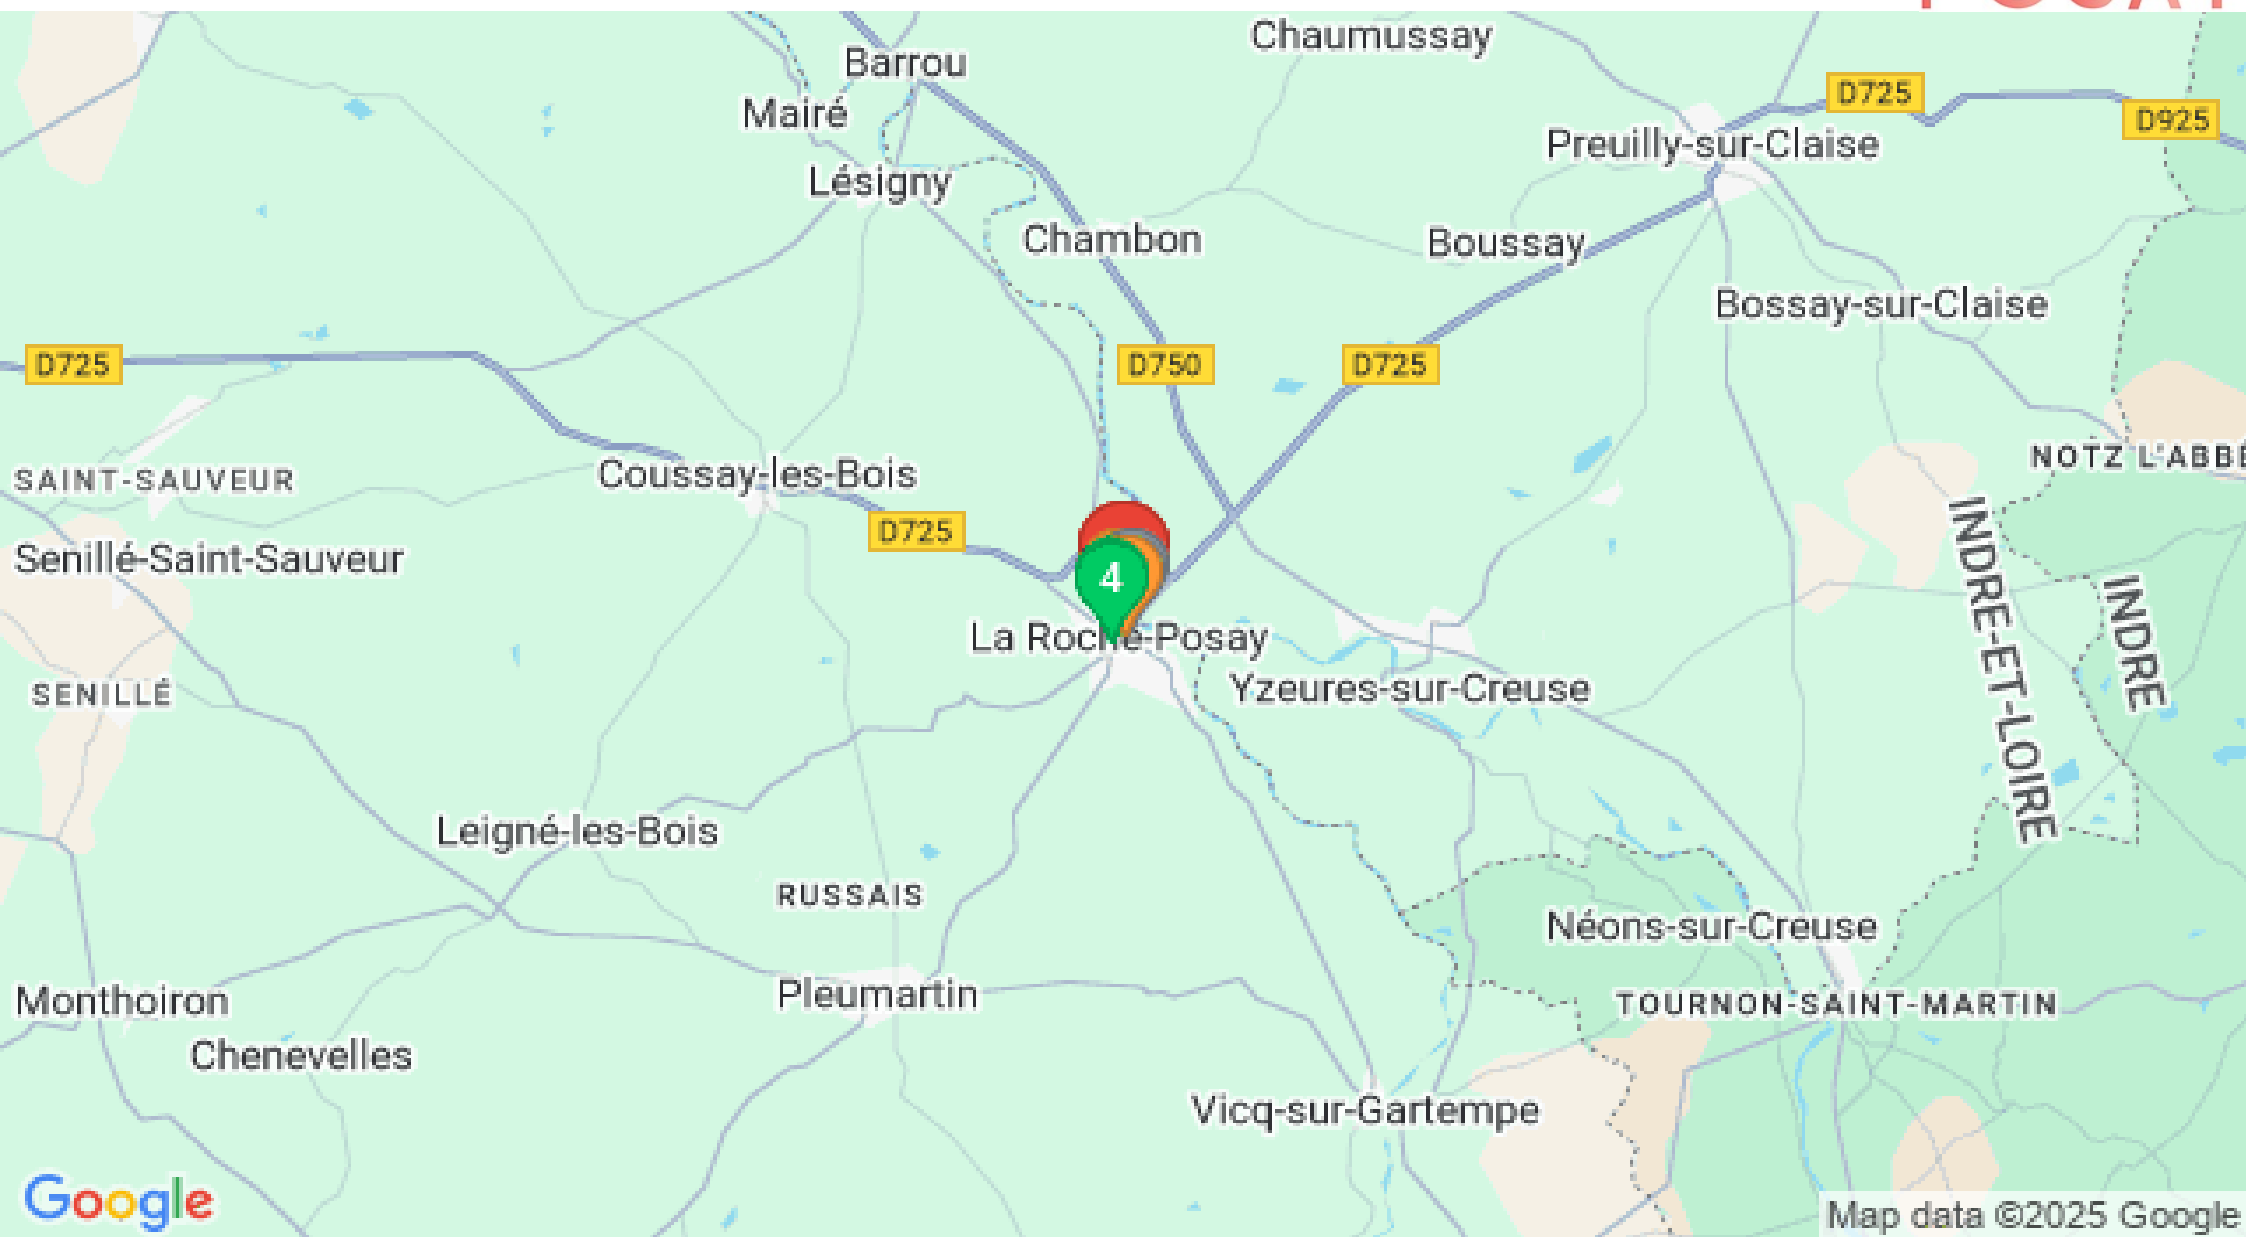 Chaumussay
Barrou
D725
Mairé
D925
Preuilly-sur-Claise
Lésigny
Chambon
Boussay
Bossay-sur-Claise
D725
D750
D725
NOTZ L'ABBÉ
SAINT-SAUVEUR
Coussay-les-Bois
D725
Senillé-Saint-Sauveur
4
INDRE-ET-LOIRE
INDRE
La Roche-Posay
SENILLÉ
Yzeures-sur-Creuse
Leigné-les-Bois
RUSSAIS
Néons-sur-Creuse
Pleumartin
Monthoiron
TOURNON-SAINT-MARTIN
Chenevelles
Vicq-sur-Gartempe
Google
Map data ©2025 Google